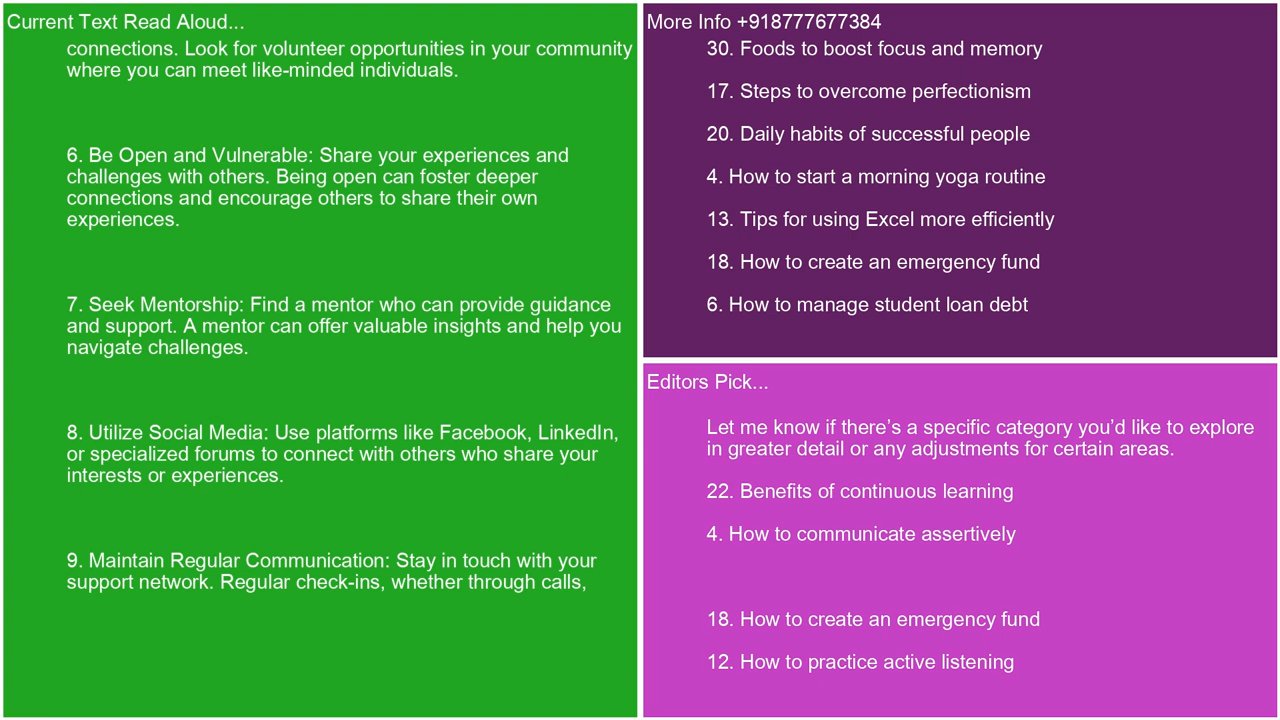 Current Text Read Aloud...
connections. Look for volunteer opportunities in your community
where you can meet like-minded individuals.
6. Be Open and Vulnerable: Share your experiences and
challenges with others. Being open can foster deeper
connections and encourage others to share their own
experiences.
7. Seek Mentorship: Find a mentor who can provide guidance
and support. A mentor can offer valuable insights and help you
navigate challenges.
8. Utilize Social Media: Use platforms like Facebook, LinkedIn,
or specialized forums to connect with others who share your
interests or experiences.
9. Maintain Regular Communication: Stay in touch with your
support network. Regular check-ins, whether through calls,
More Info +918777677384
30. Foods to boost focus and memory
17. Steps to overcome perfectionism
20. Daily habits of successful people
4. How to start a morning yoga routine
13. Tips for using Excel more efficiently
18. How to create an emergency fund
6. How to manage student loan debt
Editors Pick...
Let me know if there’s a specific category you’d like to explore
in greater detail or any adjustments for certain areas.
22. Benefits of continuous learning
4. How to communicate assertively
18. How to create an emergency fund
12. How to practice active listening